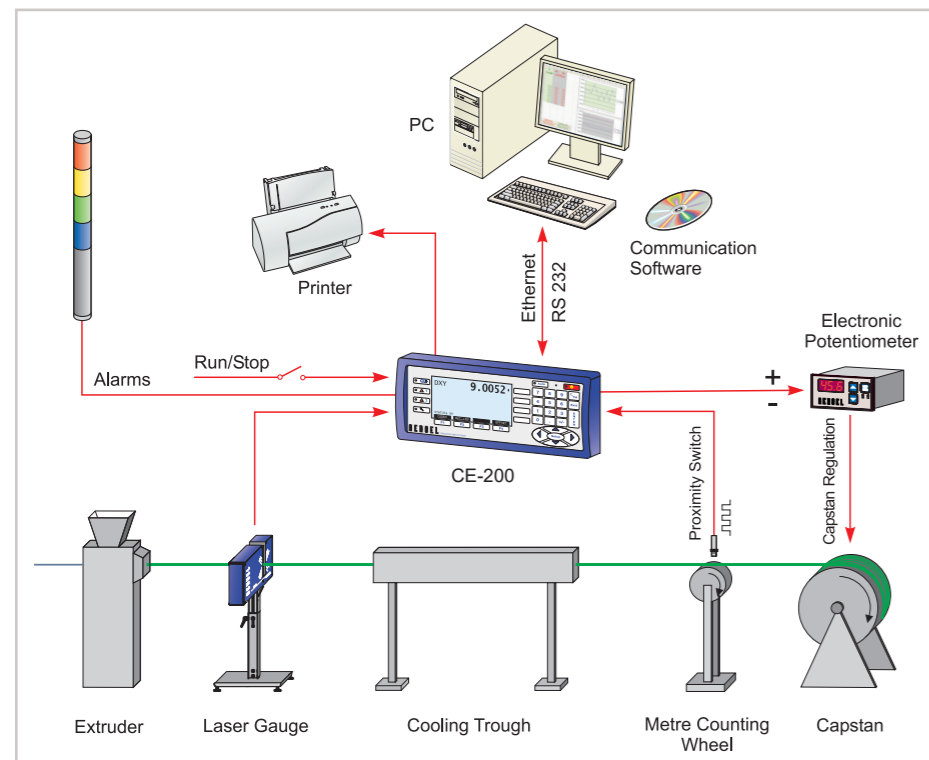 PC
Communication
Software
Printer
Ethernet
RS 232
Electronic
Potentiometer
Run/Stop
Alarms
DXY 9.0052
+
-
45.6
CE-200
Proximity Switch
Capstan Regulation
Extruder
Laser Gauge
Cooling Trough
Metre Counting
Wheel
Capstan